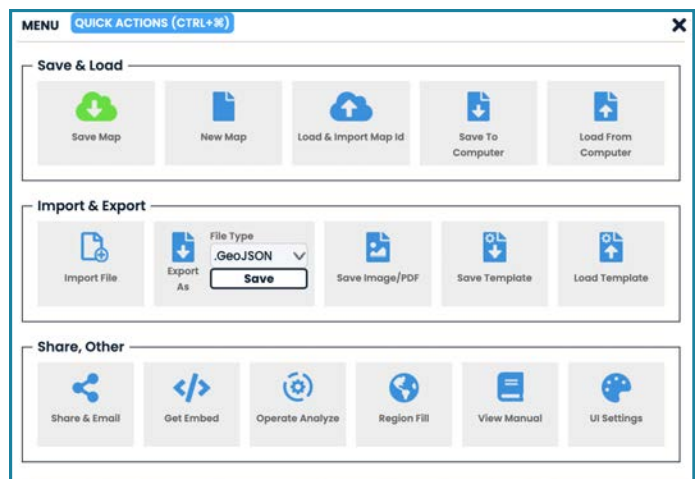 MENU QUICK ACTIONS (CTRL+⌘)
Save & Load
Save Map
New Map
Load & Import Map Id
Save To
Computer
Load From
Computer
Import & Export
Import File
Export
As
File Type
.GeoJSON
Save
Save Image/PDF
Save Template
Load Template
Share, Other
Share & Email
Get Embed
Operate Analyze
Region Fill
View Manual
UI Settings